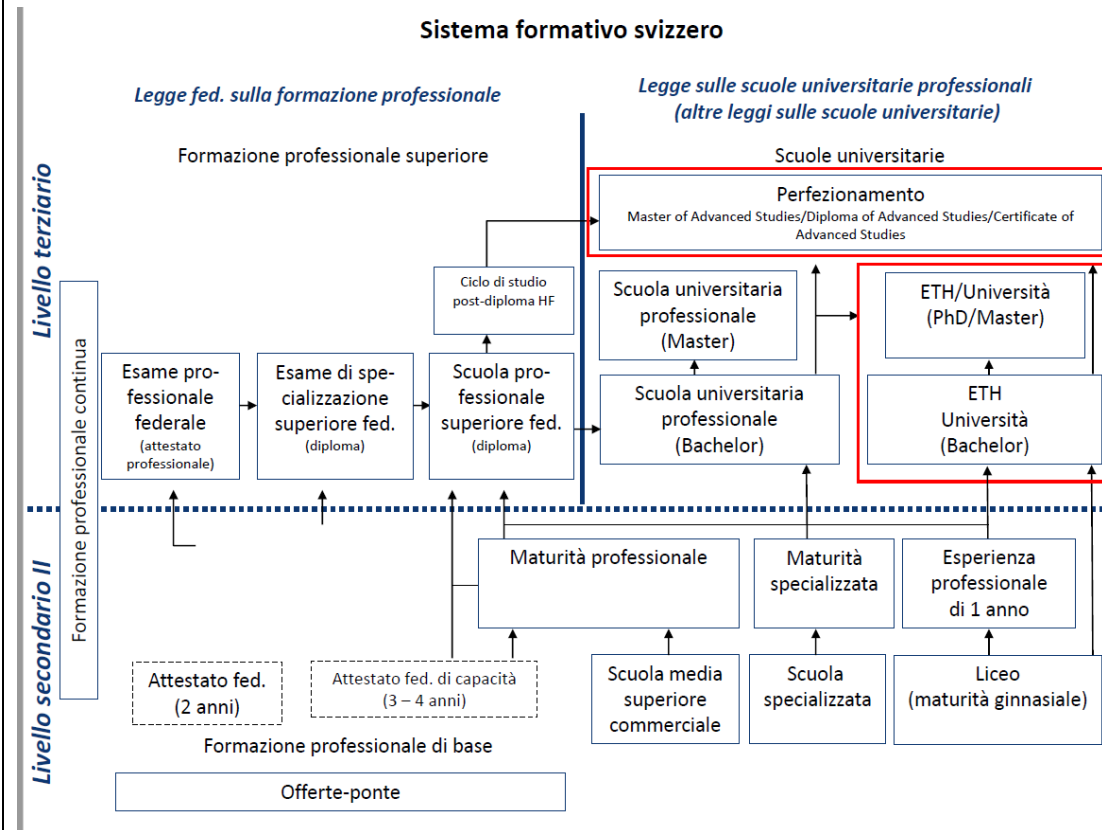 Sistema formativo svizzero
Legge fed. sulla formazione professionale
Legge sulle scuole universitarie professionali
(altre leggi sulle scuole universitarie)
Livello terziario
Formazione professionale superiore
Scuole universitarie
Perfezionamento
Master of Advanced Studies/Diploma of Advanced Studies/Certificate of
Advanced Studies
Ciclo di studio
post-diploma HF
Scuola universitaria
professionale
(Master)
ETH/Università
(PhD/Master)
Formazione professionale continua
Esame pro-
fessionale
federale
(attestato
professionale)
Esame di spe-
cializzazione
superiore fed.
(diploma)
Scuola pro-
fessionale
superiore fed.
(diploma)
Scuola universitaria
professionale
(Bachelor)
ETH
Università
(Bachelor)
Livello secondario II
Maturità professionale
Maturità
specializzata
Esperienza
professionale
di 1 anno
Attestato fed.
(2 anni)
Attestato fed. di capacità
(3 – 4 anni)
Scuola media
superiore
commerciale
Scuola
specializzata
Liceo
(maturità ginnasiale)
Formazione professionale di base
Offerte-ponte